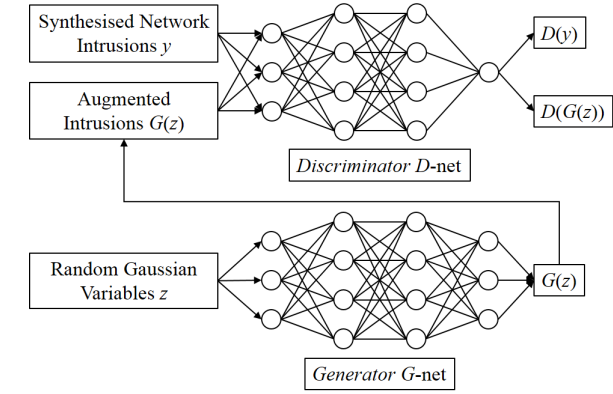 Synthesised Network
Intrusions y
Augmented
Intrusions G(z)
D(y)
D(G(z))
Discriminator D-net
Random Gaussian
Variables z
G(z)
Generator G-net